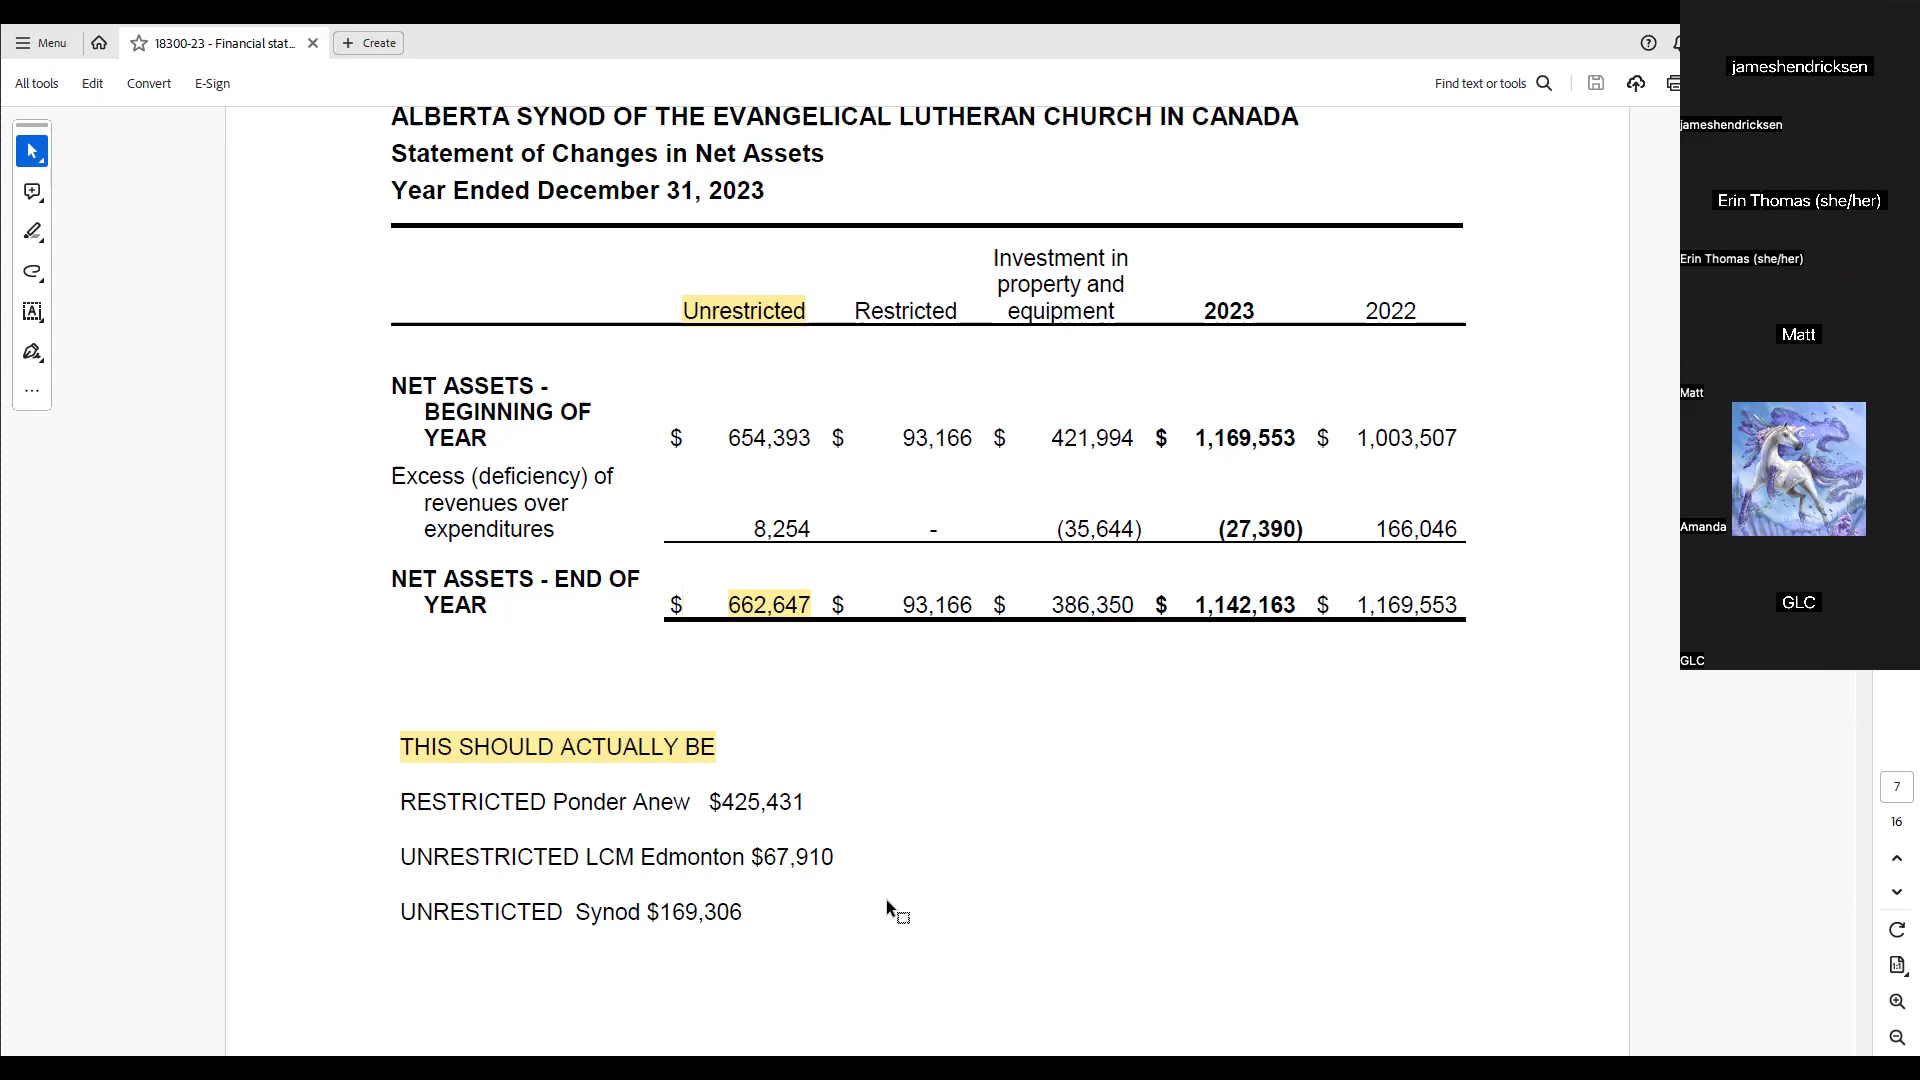 Menu
18300-23 - Financial stat...
Create
All tools Edit Convert E-Sign
Find text or tools
ALBERTA SYNOD OF THE EVANGELICAL LUTHERAN CHURCH IN CANADA
Statement of Changes in Net Assets
Year Ended December 31, 2023
Unrestricted Restricted Investment in property and equipment 2023 2022
NET ASSETS -
BEGINNING OF
YEAR $ 654,393 $ 93,166 $ 421,994 $ 1,169,553 $ 1,003,507
Excess (deficiency) of
revenues over
expenditures 8,254 - (35,644) (27,390) 166,046
NET ASSETS - END OF
YEAR $ 662,647 $ 93,166 $ 386,350 $ 1,142,163 $ 1,169,553
THIS SHOULD ACTUALLY BE
RESTRICTED Ponder Anew $425,431
UNRESTRICTED LCM Edmonton $67,910
UNRESTICTED Synod $169,306
jameshendricksen
jameshendricksen
Erin Thomas (she/her)
Erin Thomas (she/her)
Matt
Matt
Amanda
GLC
GLC
7
16